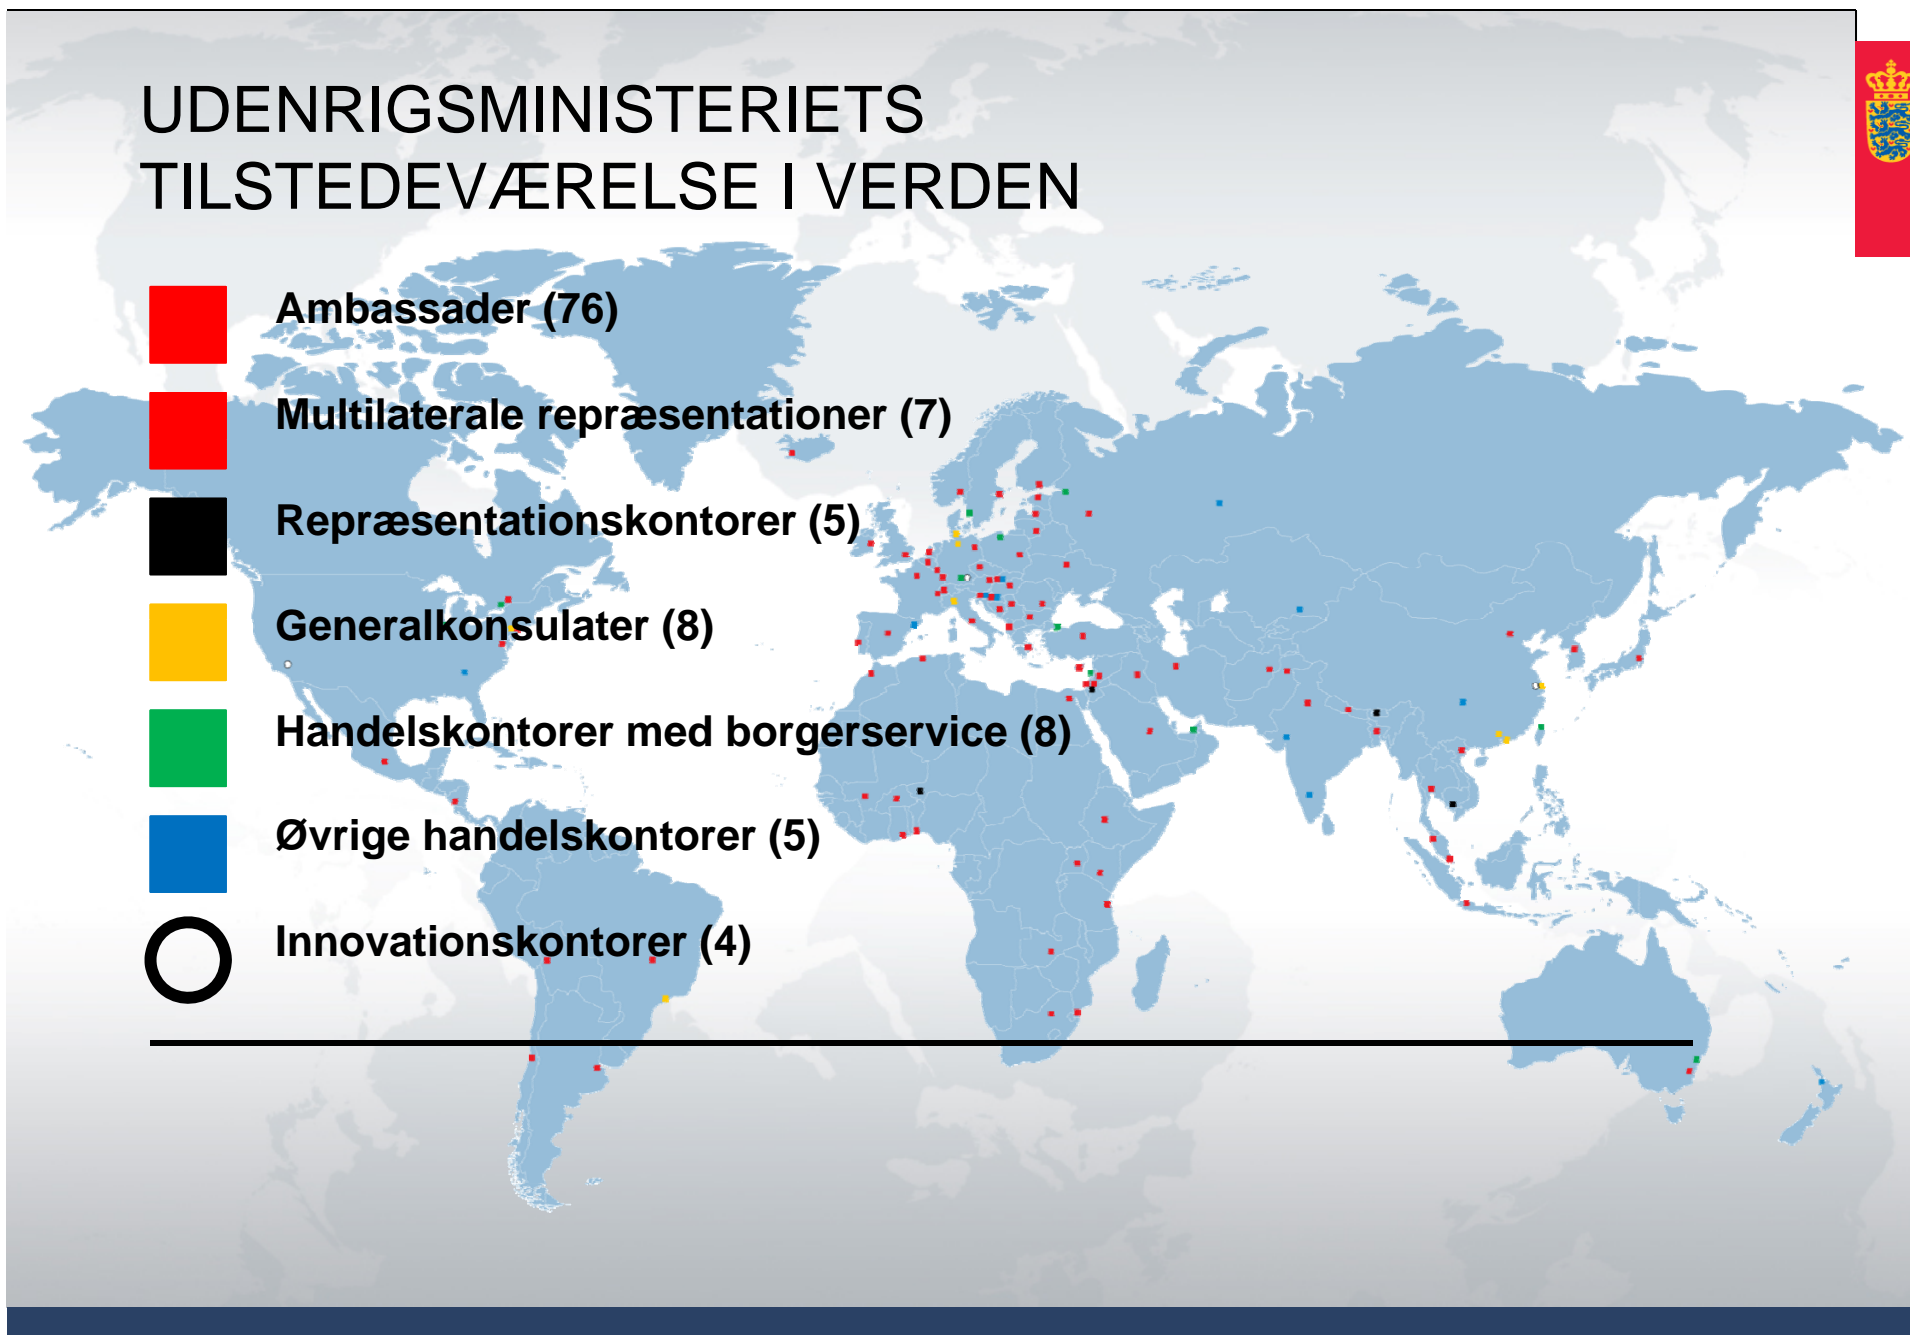 UDENRIGSMINISTERIETS
TILSTEDEVÆRELSE I VERDEN
Ambassader (76)
Multilaterale repræsentationer (7)
Repræsentationskontorer (5)
Generalkonsulater (8)
Handelskontorer med borgerservice (8)
Øvrige handelskontorer (5)
Innovationskontorer (4)